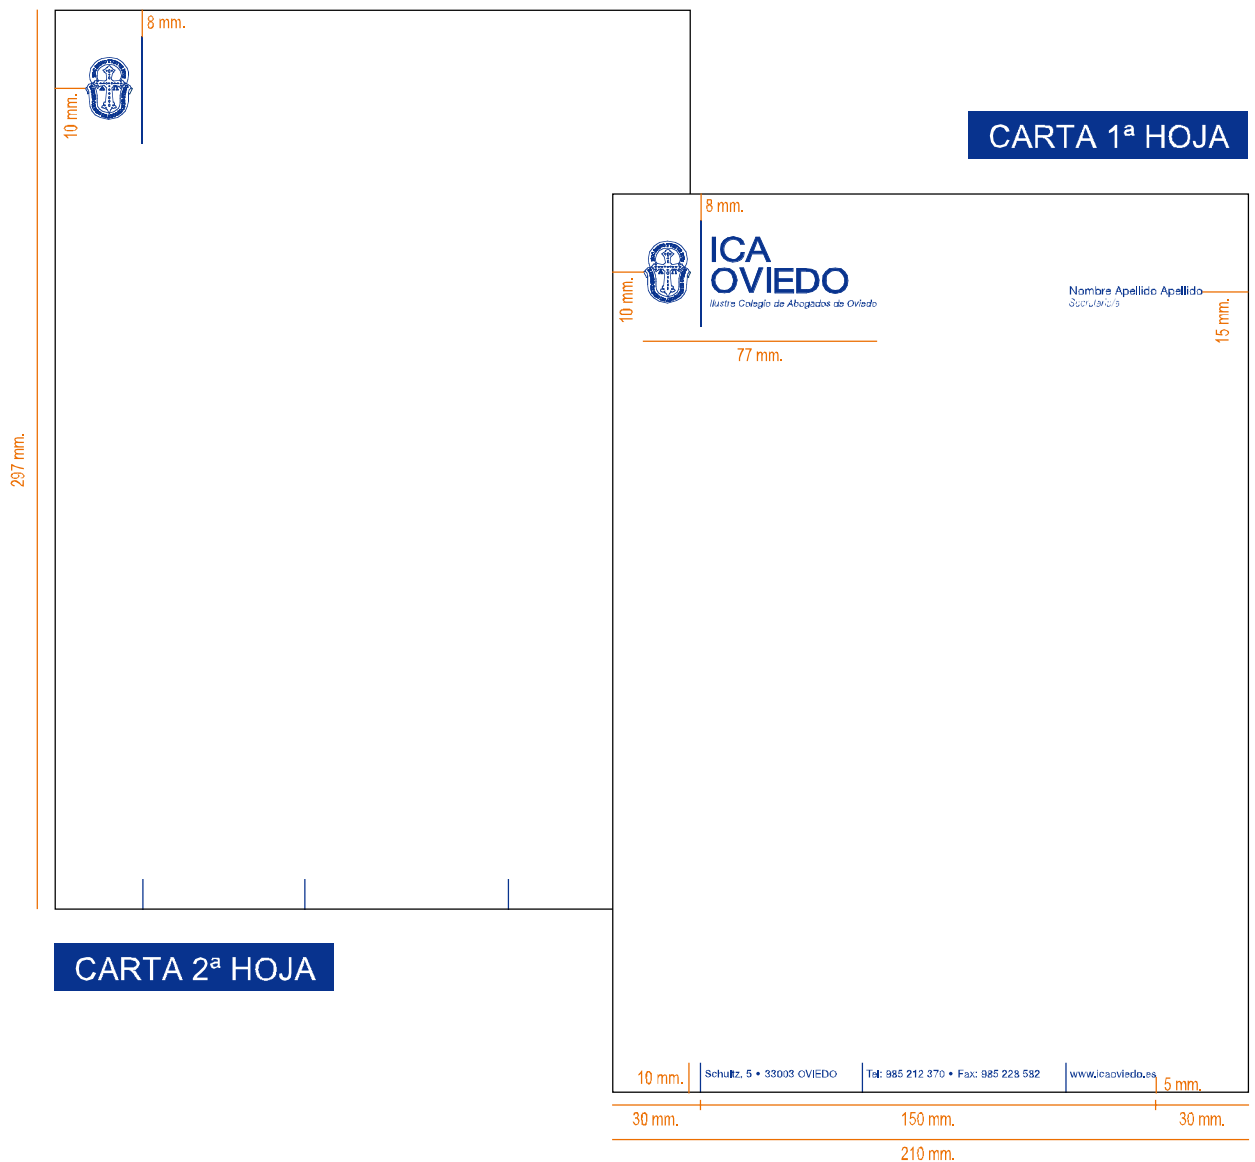 8 mm.
10 mm.
297 mm.
CARTA 2ª HOJA
CARTA 1ª HOJA
8 mm.
10 mm.
ICA
OVIEDO
Ilustre Colegio de Abogados de Oviedo
77 mm.
Nombre Apellido Apellido
Secretario/a
15 mm.
10 mm.
Schultz, 5 • 33003 OVIEDO
Tel: 985 212 370 • Fax: 985 228 582
www.icaoviedo.es
5 mm.
30 mm.
150 mm.
30 mm.
210 mm.